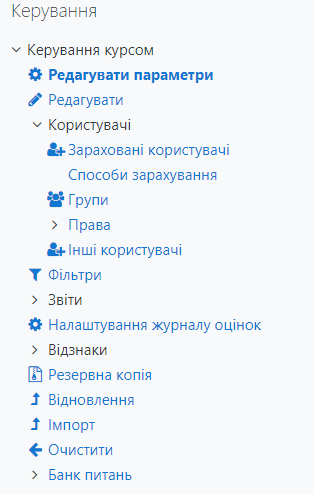 Керування
Керування курсом
Редагувати параметри
Редагувати
Користувачі
Зараховані користувачі
Способи зарахування
Групи
Права
Інші користувачі
Фільтри
Звіти
Налаштування журналу оцінок
Відзнаки
Резервна копія
Відновлення
Імпорт
Очистити
Банк питань